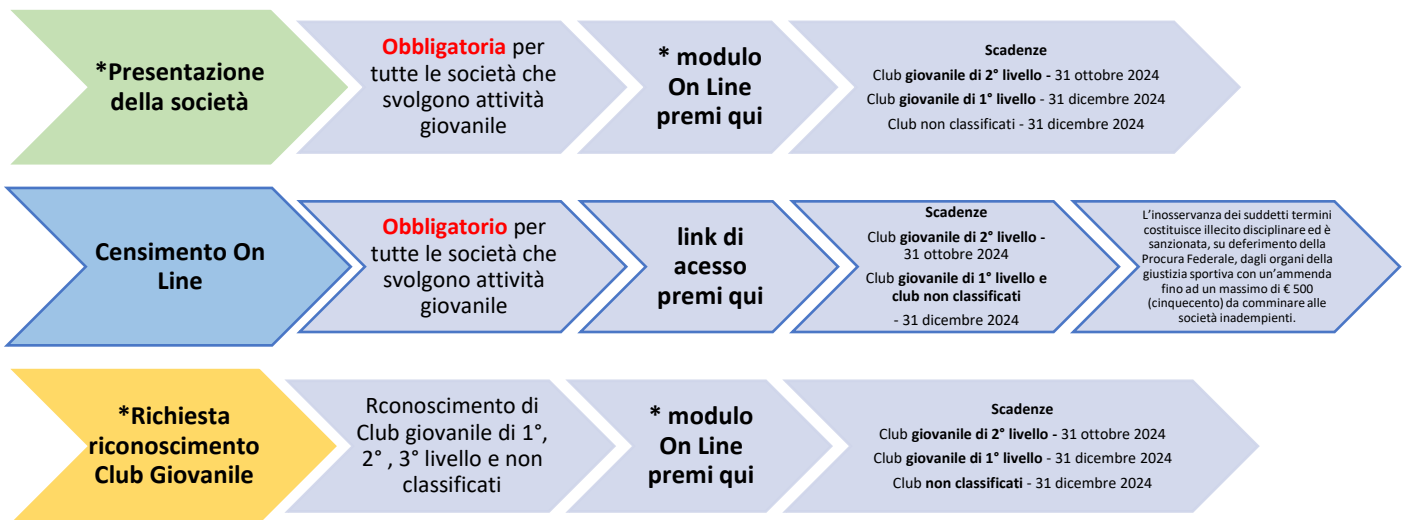 *Presentazione
della società
Obbligatoria per
tutte le società che
svolgono attività
giovanile
* modulo
On Line
premi qui
Scadenze
Club giovanile di 2° livello - 31 ottobre 2024
Club giovanile di 1° livello - 31 dicembre 2024
Club non classificati - 31 dicembre 2024
Censimento On
Line
Obbligatorio per
tutte le società che
svolgono attività
giovanile
link di
acesso
premi qui
Scadenze
Club giovanile di 2° livello -
31 ottobre 2024
Club giovanile di 1° livello e
club non classificati
- 31 dicembre 2024
L'inosservanza dei suddetti termini
costituisce illecito disciplinare ed è
sanzionata, su deferimento della
Procura Federale, dagli organi della
giustizia sportiva con un'ammenda
fino ad un massimo di € 500
(cinquecento) da comminare alle
società inadempienti.
*Richiesta
riconoscimento
Club Giovanile
Rconoscimento di
Club giovanile di 1°,
2° , 3° livello e non
classificati
* modulo
On Line
premi qui
Scadenze
Club giovanile di 2° livello - 31 ottobre 2024
Club giovanile di 1° livello - 31 dicembre 2024
Club non classificati - 31 dicembre 2024